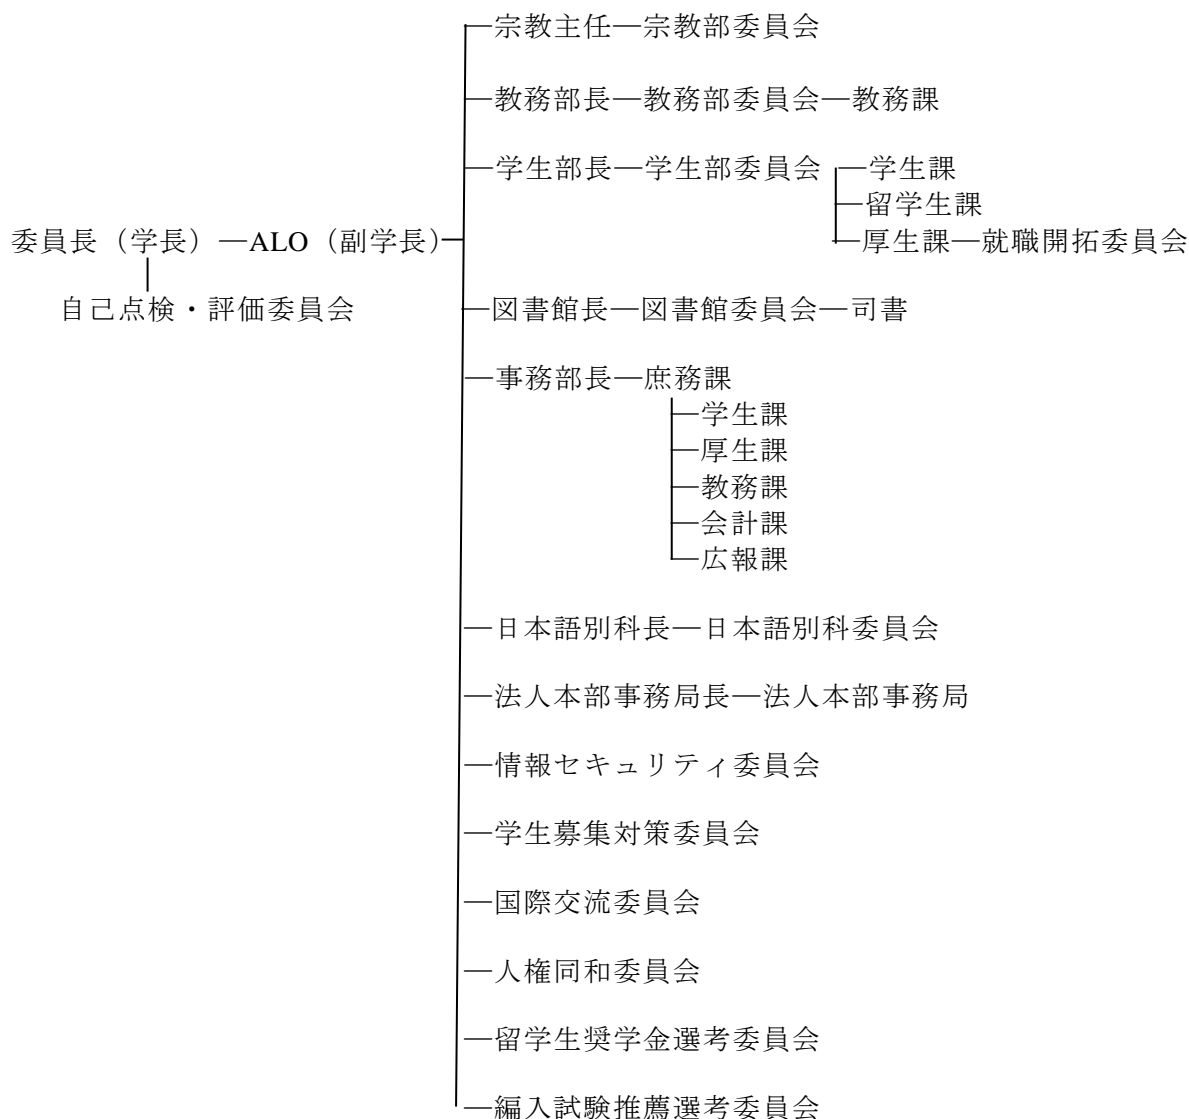 宗教主任―宗教部委員会
教務部長―教務部委員会―教務課
学生部長―学生部委員会―学生課
留学生課
委員長（学長）―ALO（副学長）
厚生課―就職開拓委員会
自己点検・評価委員会
図書館長―図書館委員会―司書
事務部長―庶務課
学生課
厚生課
教務課
会計課
広報課
日本語別科長―日本語別科委員会
法人本部事務局長―法人本部事務局
情報セキュリティ委員会
学生募集対策委員会
国際交流委員会
人権同和委員会
留学生奨学金選考委員会
編入試験推薦選考委員会